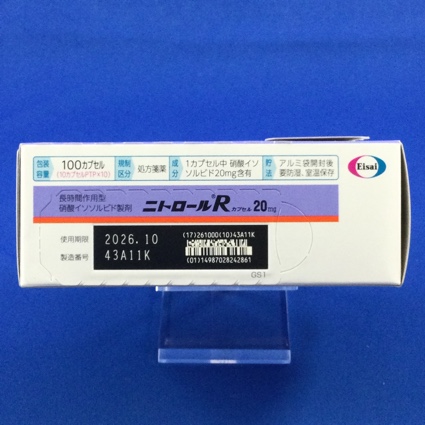 包装容量 100カプセル (10カプセルPTP×10) 規制区分 処方箋薬 成分 1カプセル中 硝酸イソソルビド20mg含有 貯法 アルミ袋開封後要防湿、室温保存
Eisai
長時間作用型
硝酸イソソルビド製剤
ニトロールRカプセル 20mg
使用期限 2026.10
製造番号 43A11K
(17)261000(10)43A11K
(01)14987028242861
GS1